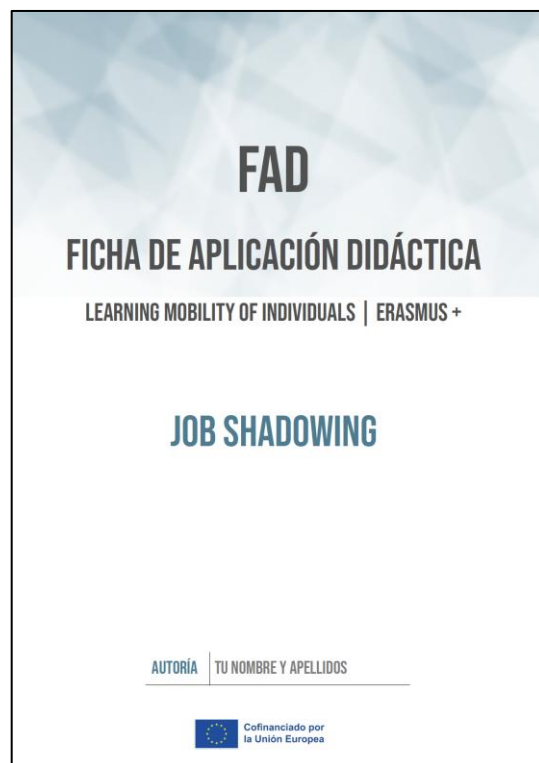 FAD
FICHA DE APLICACIÓN DIDÁCTICA
LEARNING MOBILITY OF INDIVIDUALS | ERASMUS +
JOB SHADOWING
AUTORÍA | TU NOMBRE Y APELLIDOS
Cofinanciado por
la Unión Europea